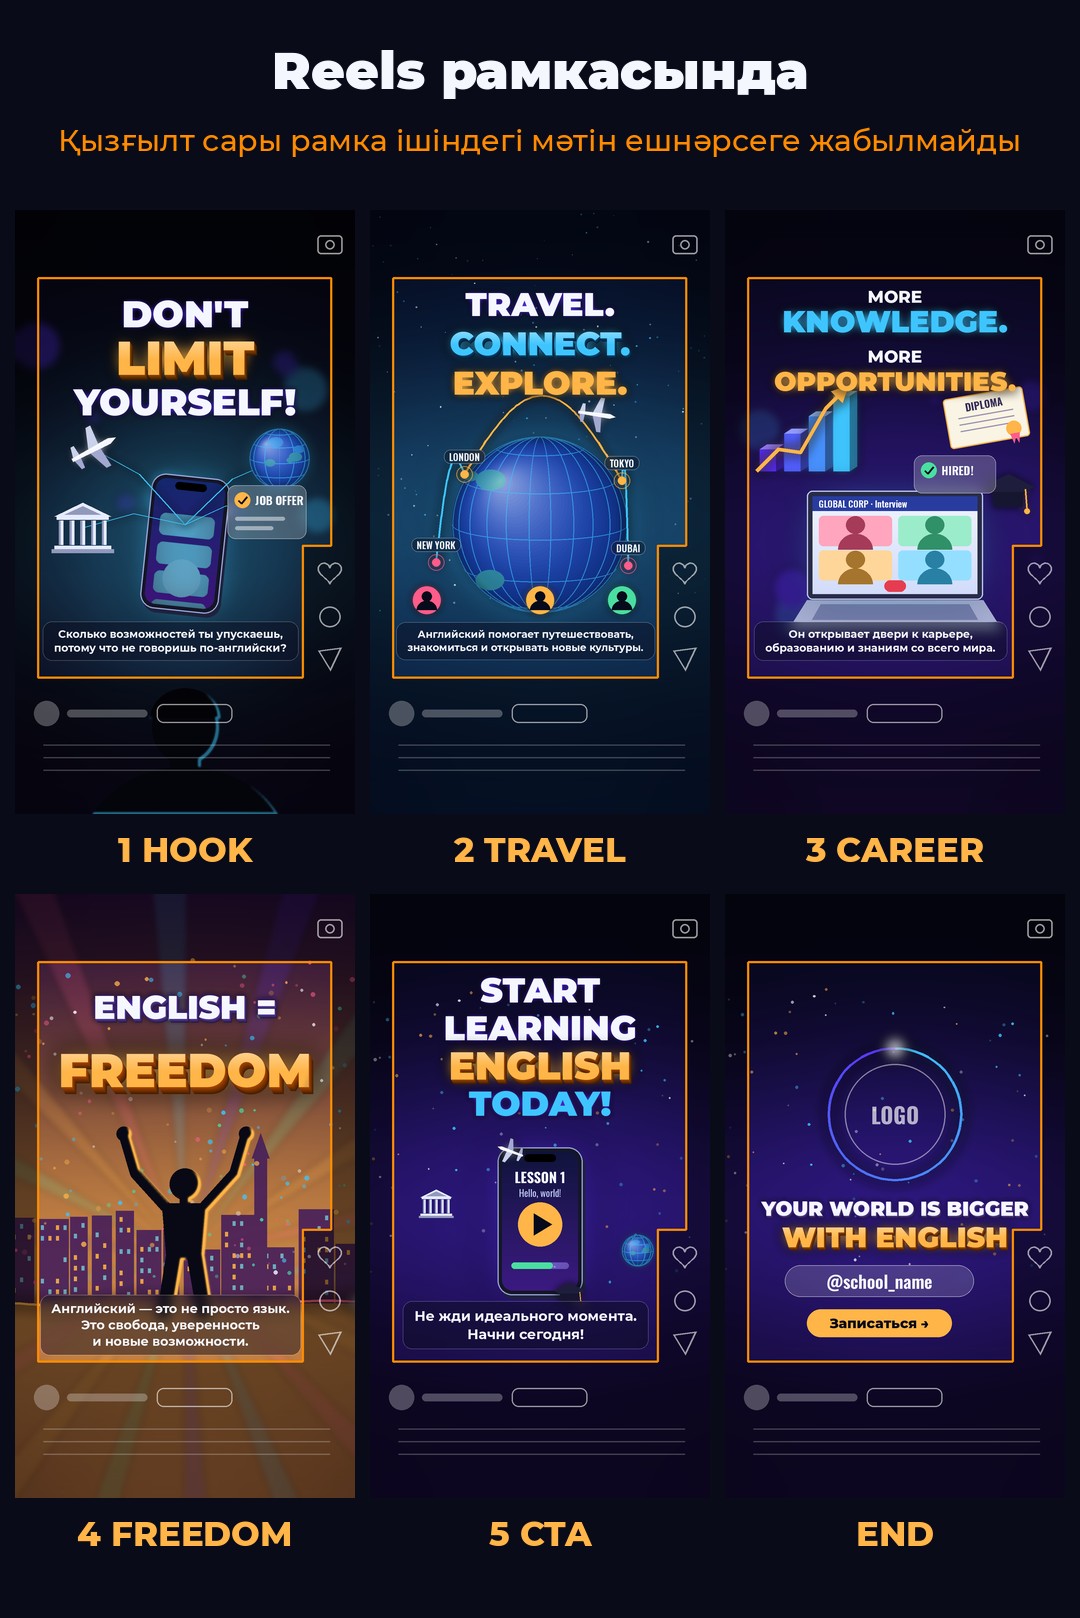 Reels рамкасында
Қызғылт сары рамка ішіндегі мәтін ешнәрсеге жабылмайды
DON'T
LIMIT
YOURSELF!
JOB OFFER
Сколько возможностей ты упускаешь,
потому что не говоришь по-английски?
1 HOOK
TRAVEL.
CONNECT.
EXPLORE.
LONDON
TOKYO
NEW YORK
DUBAI
Английский помогает путешествовать,
знакомиться и открывать новые культуры.
2 TRAVEL
MORE
KNOWLEDGE.
MORE
OPPORTUNITIES.
DIPLOMA
HIRED!
GLOBAL CORP · Interview
Он открывает двери к карьере,
образованию и знаниям со всего мира.
3 CAREER
ENGLISH =
FREEDOM
Английский — это не просто язык.
Это свобода, уверенность
и новые возможности.
4 FREEDOM
START
LEARNING
ENGLISH
TODAY!
LESSON 1
Hello, world!
Не жди идеального момента.
Начни сегодня!
5 CTA
LOGO
YOUR WORLD IS BIGGER
WITH ENGLISH
@school_name
Записаться →
END